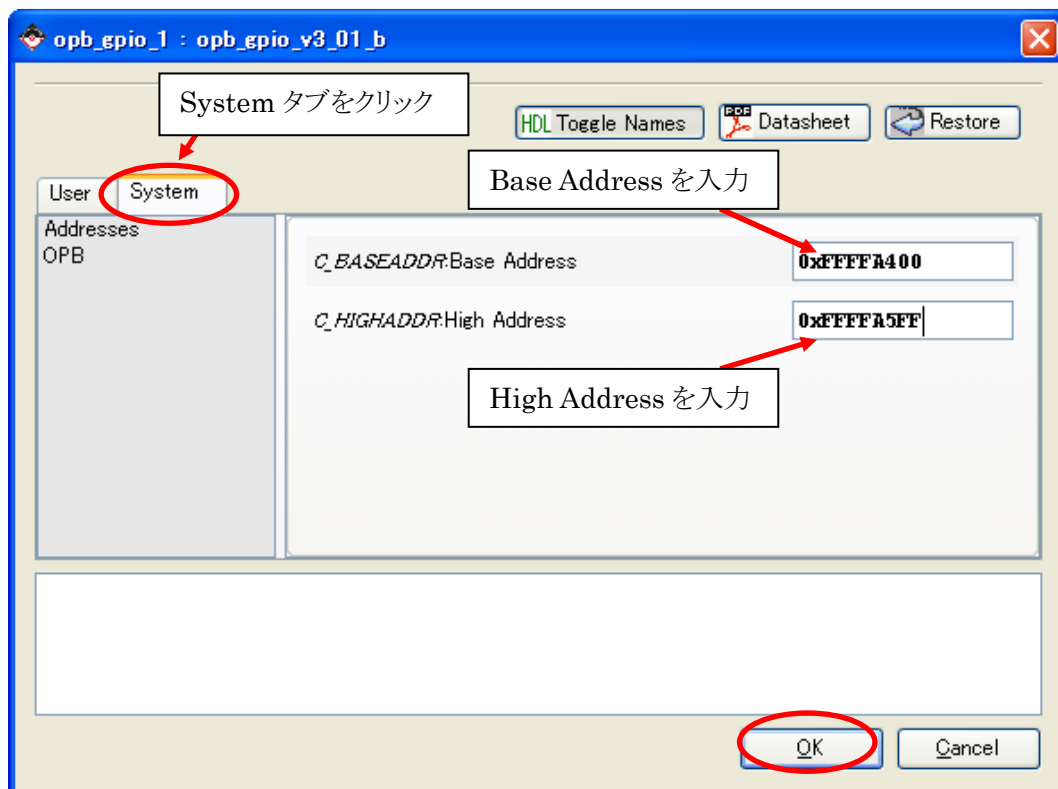 opb_gpio_1 : opb_gpio_v3_01_b
System タブをクリック
HDL Toggle Names
PDF Datasheet
Restore
Base Address を入力
User
System
Addresses
OPB
C_BASEADDR:Base Address
0xFFFFA400
C_HIGHADDR:High Address
0xFFFFA5FF
High Address を入力
OK
Cancel